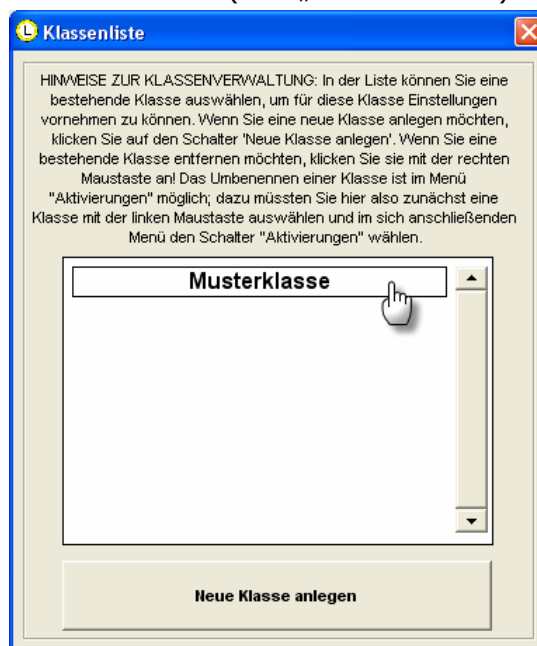 Klassenliste
HINWEISE ZUR KLASSENVERWALTUNG: In der Liste können Sie eine
bestehende Klasse auswählen, um für diese Klasse Einstellungen
vornehmen zu können. Wenn Sie eine neue Klasse anlegen möchten,
klicken Sie auf den Schalter 'Neue Klasse anlegen'. Wenn Sie eine
bestehende Klasse entfernen möchten, klicken Sie sie mit der rechten
Maustaste an! Das Umbenennen einer Klasse ist im Menü
"Aktivierungen" möglich; dazu müssten Sie hier also zunächst eine
Klasse mit der linken Maustaste auswählen und im sich anschließenden
Menü den Schalter "Aktivierungen" wählen.
Musterklasse
Neue Klasse anlegen